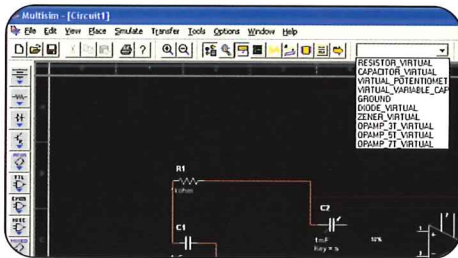 Multisim - [Circuit1]
File Edit View Place Simulate Transfer Tools Options Window Help
RESISTOR_VIRTUAL
CAPACITOR_VIRTUAL
VIRTUAL_POTENTIOMET
VIRTUAL_VARIABLE_CAP
GROUND
DIODE_VIRTUAL
ZENER_VIRTUAL
OPAMP_3T_VIRTUAL
OPAMP_5T_VIRTUAL
OPAMP_7T_VIRTUAL
R1
C2
C1
Key = a